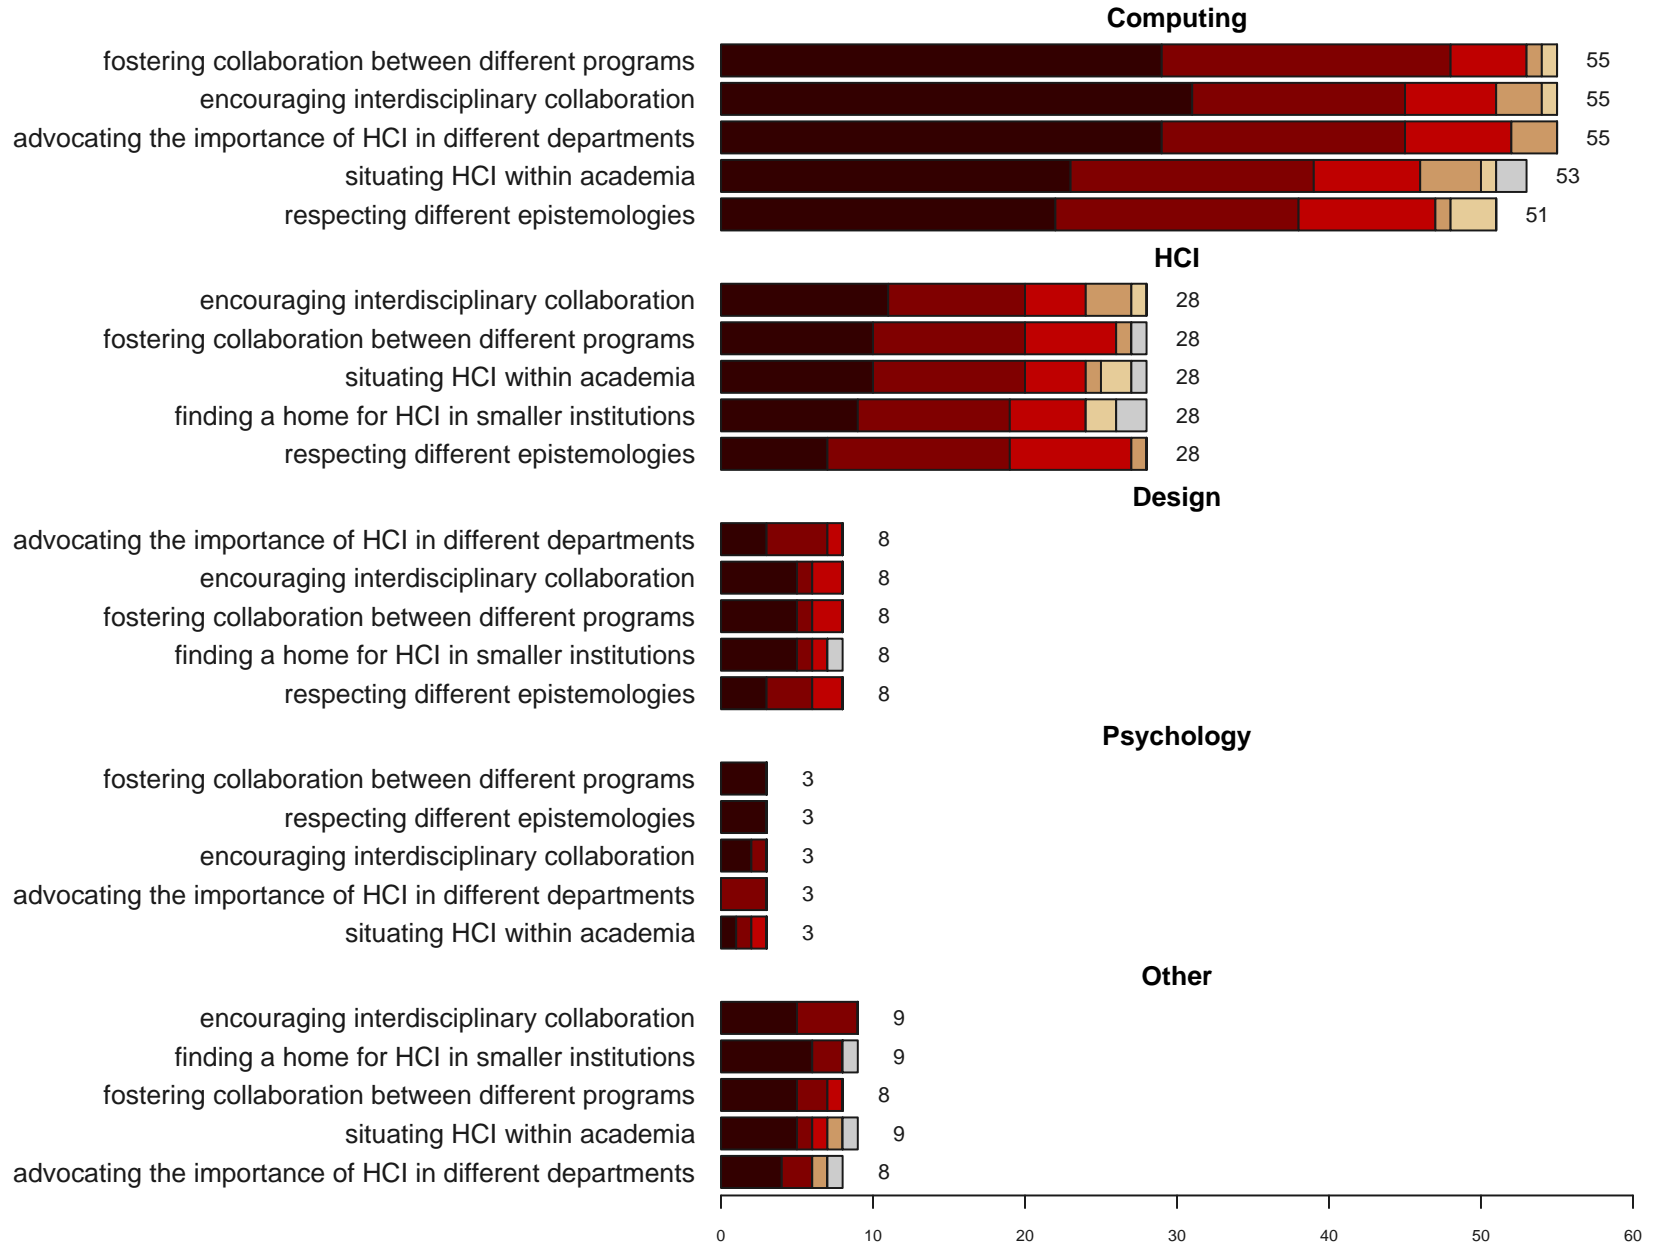 Computing
fostering collaboration between different programs 55
encouraging interdisciplinary collaboration 55
advocating the importance of HCI in different departments 55
situating HCI within academia 53
respecting different epistemologies 51
HCI
encouraging interdisciplinary collaboration 28
fostering collaboration between different programs 28
situating HCI within academia 28
finding a home for HCI in smaller institutions 28
respecting different epistemologies 28
Design
advocating the importance of HCI in different departments 8
encouraging interdisciplinary collaboration 8
fostering collaboration between different programs 8
finding a home for HCI in smaller institutions 8
respecting different epistemologies 8
Psychology
fostering collaboration between different programs 3
respecting different epistemologies 3
encouraging interdisciplinary collaboration 3
advocating the importance of HCI in different departments 3
situating HCI within academia 3
Other
encouraging interdisciplinary collaboration 9
finding a home for HCI in smaller institutions 9
fostering collaboration between different programs 8
situating HCI within academia 9
advocating the importance of HCI in different departments 8
0 10 20 30 40 50 60